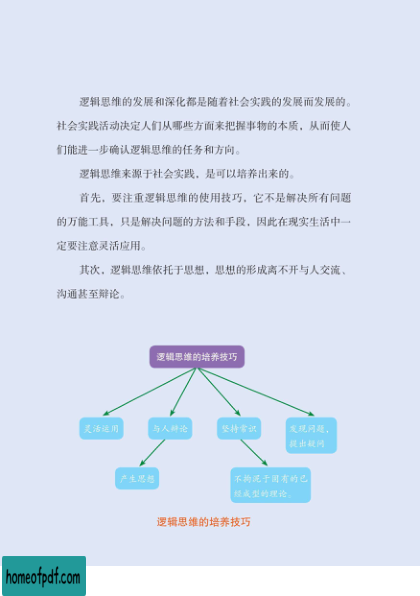 逻辑思维的发展和深化都是随着社会实践的发展而发展的。
社会实践活动决定人们从哪些方面来把握事物的本质，从而使人
们能进一步确认逻辑思维的任务和方向。
逻辑思维来源于社会实践，是可以培养出来的。
首先，要注重逻辑思维的使用技巧，它不是解决所有问题
的万能工具，只是解决问题的方法和手段，因此在现实生活中一
定要注意灵活应用。
其次，逻辑思维依托于思想，思想的形成离不开与人交流、
沟通甚至辩论。
逻辑思维的培养技巧
灵活运用
与人辩论
坚持常识
发现问题，
提出疑问
产生思想
不拘泥于固有的已
经成型的理论。
逻辑思维的培养技巧
homeofpdf.com